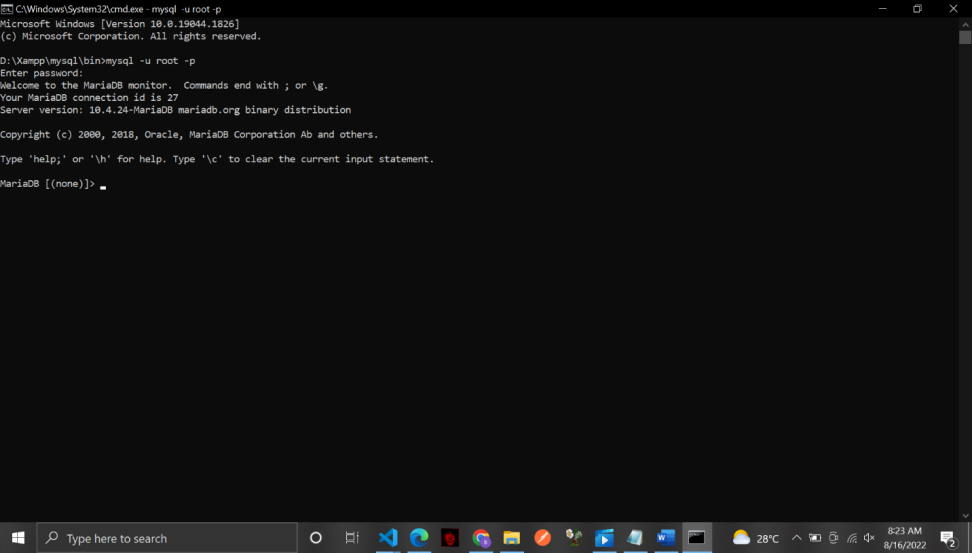 C:\Windows\System32\cmd.exe - mysql -u root -p
Microsoft Windows [Version 10.0.19044.1826]
(c) Microsoft Corporation. All rights reserved.
D:\Xampp\mysql\bin>mysql -u root -p
Enter password:
Welcome to the MariaDB monitor.  Commands end with ; or \g.
Your MariaDB connection id is 27
Server version: 10.4.24-MariaDB mariadb.org binary distribution
Copyright (c) 2000, 2018, Oracle, MariaDB Corporation Ab and others.
Type 'help;' or '\h' for help. Type '\c' to clear the current input statement.
MariaDB [(none)]>
Type here to search
28°C
8:23 AM
8/16/2022
2